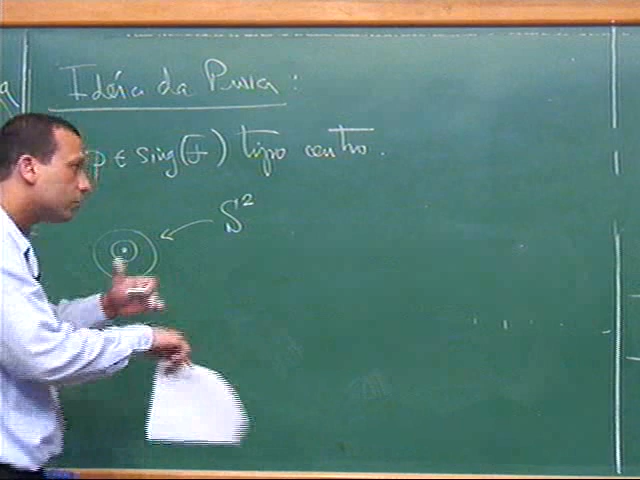 Idéia da Prova:
p ∈ sing(f) tipo centro.
S²